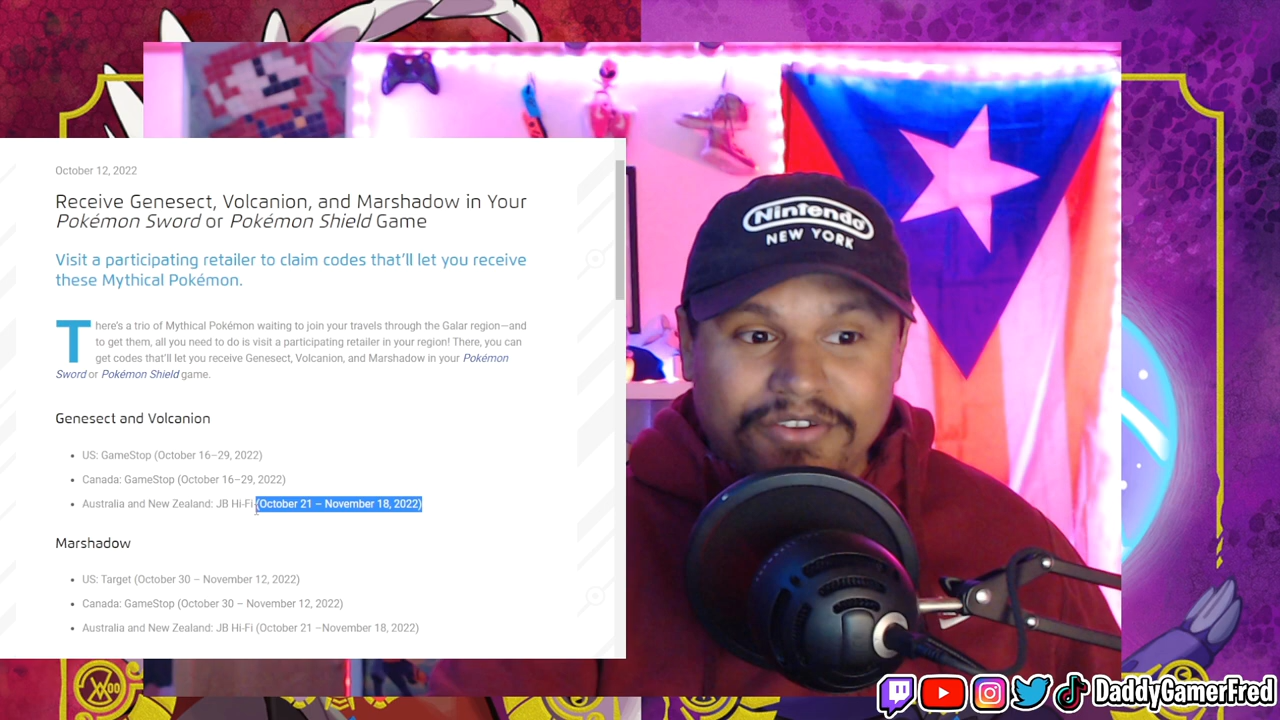 October 12, 2022
Receive Genesect, Volcanion, and Marshadow in Your
Pokémon Sword or Pokémon Shield Game
Visit a participating retailer to claim codes that'll let you receive
these Mythical Pokémon.
There's a trio of Mythical Pokémon waiting to join your travels through the Galar region—and
to get them, all you need to do is visit a participating retailer in your region! There, you can
get codes that'll let you receive Genesect, Volcanion, and Marshadow in your Pokémon
Sword or Pokémon Shield game.
Genesect and Volcanion
US: GameStop (October 16–29, 2022)
Canada: GameStop (October 16–29, 2022)
Australia and New Zealand: JB Hi-Fi (October 21 – November 18, 2022)
Marshadow
US: Target (October 30 – November 12, 2022)
Canada: GameStop (October 30 – November 12, 2022)
Australia and New Zealand: JB Hi-Fi (October 21 –November 18, 2022)
Nintendo
NEW YORK
DaddyGamerFred